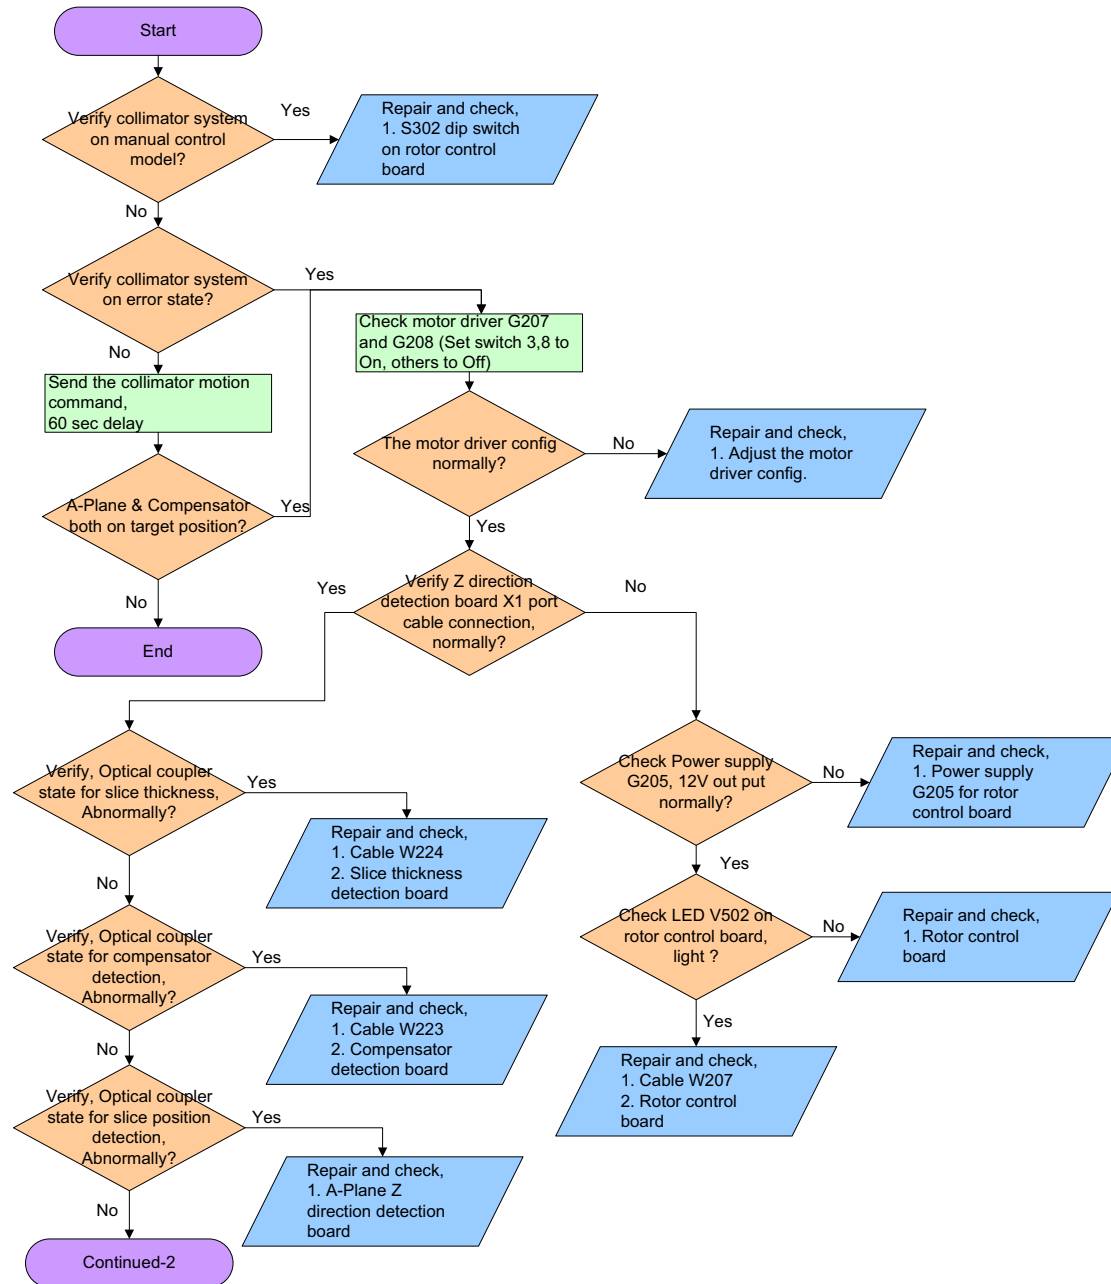 Start
Verify collimator system
on manual control
model?
Yes
Repair and check,
1. S302 dip switch
on rotor control
board
No
Verify collimator system
on error state?
Yes
No
Check motor driver G207
and G208 (Set switch 3,8 to
On, others to Off)
Send the collimator motion
command,
60 sec delay
The motor driver config
normally?
No
Repair and check,
1. Adjust the motor
driver config.
A-Plane & Compensator
both on target position?
Yes
Yes
No
End
Verify Z direction
detection board X1 port
cable connection,
normally?
Yes
No
Verify, Optical coupler
state for slice thickness,
Abnormally?
Yes
Repair and check,
1. Cable W224
2. Slice thickness
detection board
Check Power supply
G205, 12V out put
normally?
No
Repair and check,
1. Power supply
G205 for rotor
control board
Yes
No
Verify, Optical coupler
state for compensator
detection,
Abnormally?
Yes
Repair and check,
1. Cable W223
2. Compensator
detection board
Check LED V502 on
rotor control board,
light ?
No
Repair and check,
1. Rotor control
board
Yes
Repair and check,
1. Cable W207
2. Rotor control
board
No
Verify, Optical coupler
state for slice position
detection,
Abnormally?
Yes
Repair and check,
1. A-Plane Z
direction detection
board
No
Continued-2